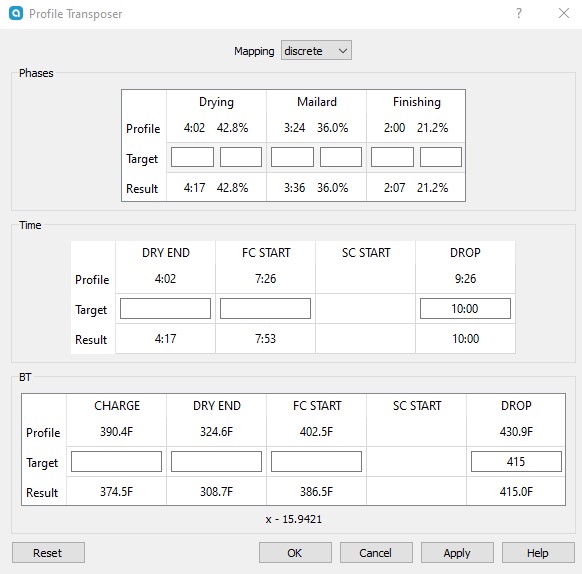 Profile Transposer ?
Mapping discrete
Phases
Drying Mailard Finishing
Profile 4:02 42.8% 3:24 36.0% 2:00 21.2%
Target
Result 4:17 42.8% 3:36 36.0% 2:07 21.2%
Time
DRY END FC START SC START DROP
Profile 4:02 7:26 9:26
Target 10:00
Result 4:17 7:53 10:00
BT
CHARGE DRY END FC START SC START DROP
Profile 390.4F 324.6F 402.5F 430.9F
Target 415
Result 374.5F 308.7F 386.5F 415.0F
x - 15.9421
Reset OK Cancel Apply Help